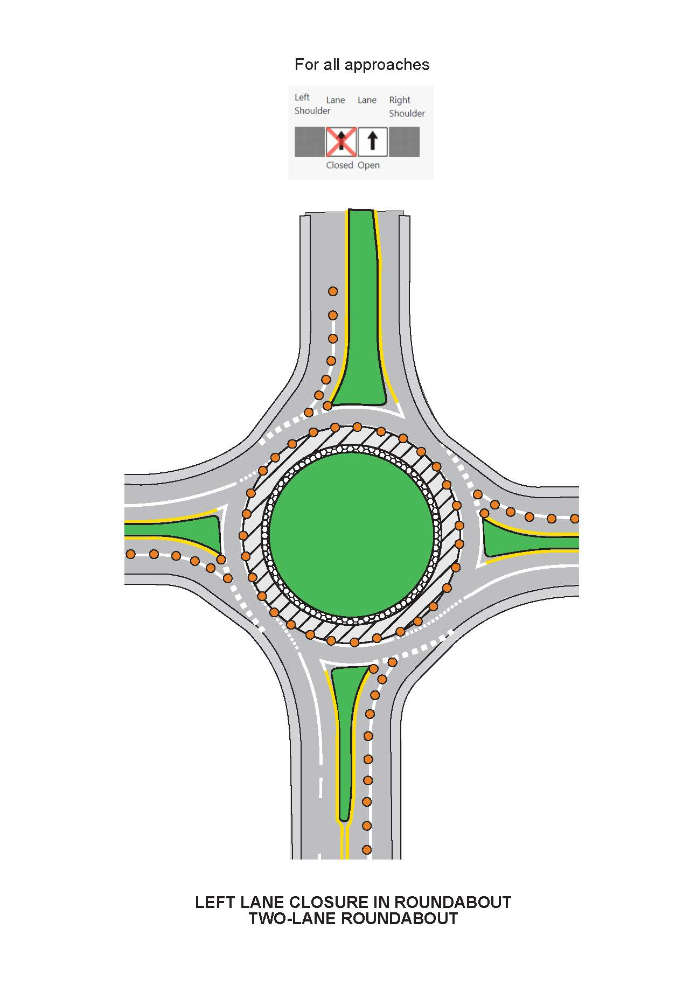 For all approaches
Left Shoulder Lane Lane Right Shoulder
Closed Open
LEFT LANE CLOSURE IN ROUNDABOUT
TWO-LANE ROUNDABOUT